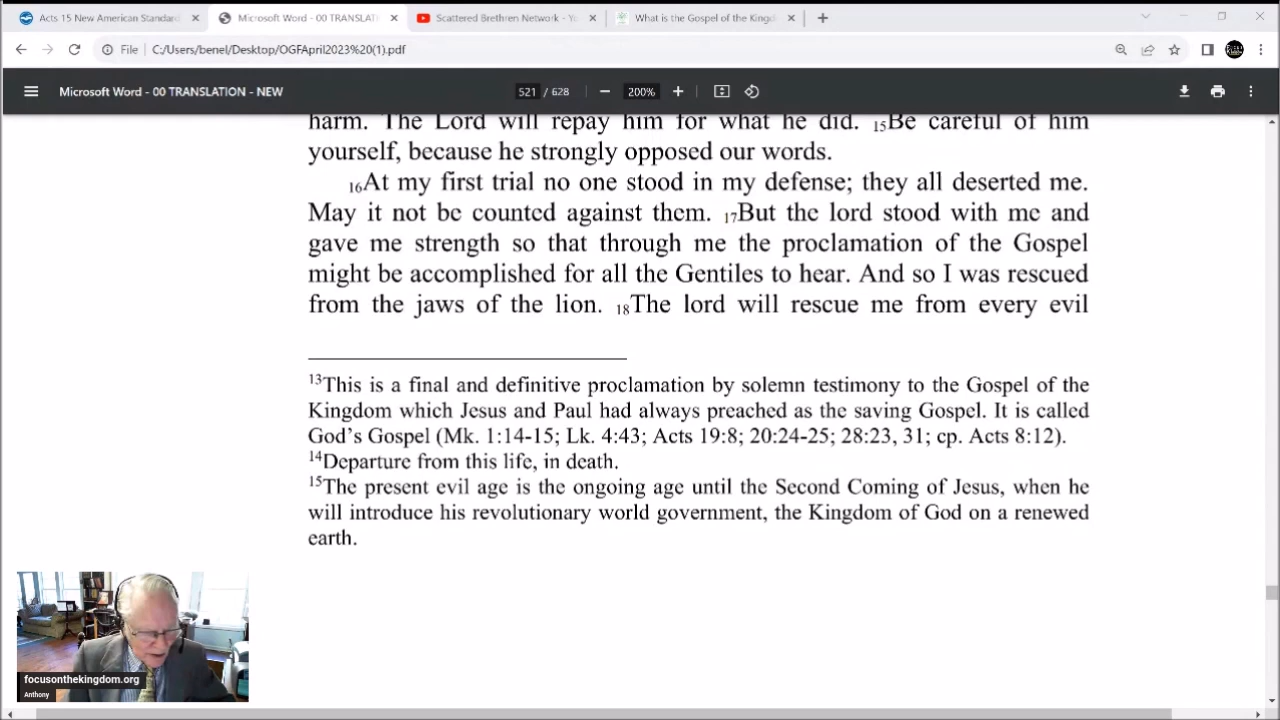 Acts 15 New American Standard
Microsoft Word - 00 TRANSLATI
Scattered Brethren Network - Yo
What is the Gospel of the Kingd
File
C:/Users/benel/Desktop/OGFApril2023%20(1).pdf
Microsoft Word - 00 TRANSLATION - NEW
521 / 628
200%
harm. The Lord will repay him for what he did. 15Be careful of him
yourself, because he strongly opposed our words.
16At my first trial no one stood in my defense; they all deserted me.
May it not be counted against them. 17But the lord stood with me and
gave me strength so that through me the proclamation of the Gospel
might be accomplished for all the Gentiles to hear. And so I was rescued
from the jaws of the lion. 18The lord will rescue me from every evil
13This is a final and definitive proclamation by solemn testimony to the Gospel of the
Kingdom which Jesus and Paul had always preached as the saving Gospel. It is called
God's Gospel (Mk. 1:14-15; Lk. 4:43; Acts 19:8; 20:24-25; 28:23, 31; cp. Acts 8:12).
14Departure from this life, in death.
15The present evil age is the ongoing age until the Second Coming of Jesus, when he
will introduce his revolutionary world government, the Kingdom of God on a renewed
earth.
focusonthekingdom.org
Anthony